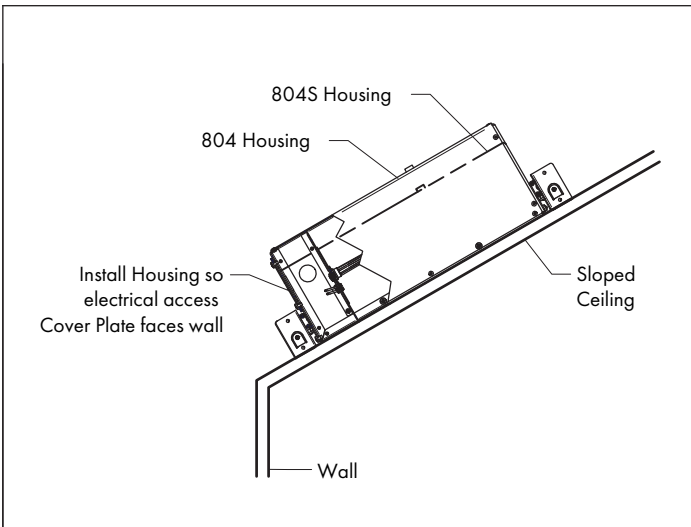 804S Housing
804 Housing
Install Housing so
electrical access
Cover Plate faces wall
Sloped
Ceiling
Wall